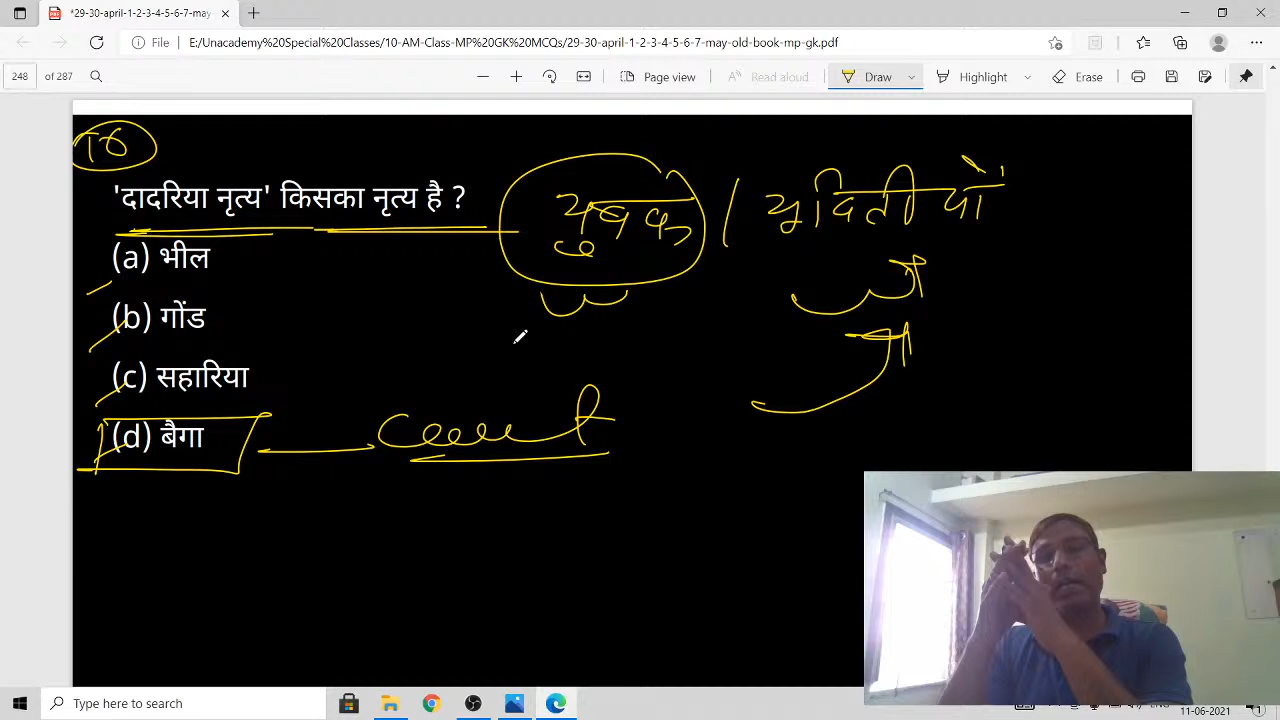 *29-30-april-1-2-3-4-5-6-7-may
File E:/Unacademy%20Special%20Classes/10-AM-Class-MP%20GK%20MCQs/29-30-april-1-2-3-4-5-6-7-may-old-book-mp-gk.pdf
248 of 287 Page view Read aloud Draw Highlight Erase
'दादरिया नृत्य' किसका नृत्य है ?
युवक /
(a) भील
(b) गोंड
(c) सहारिया
(d) बैगा
Type here to search
11-06-2021